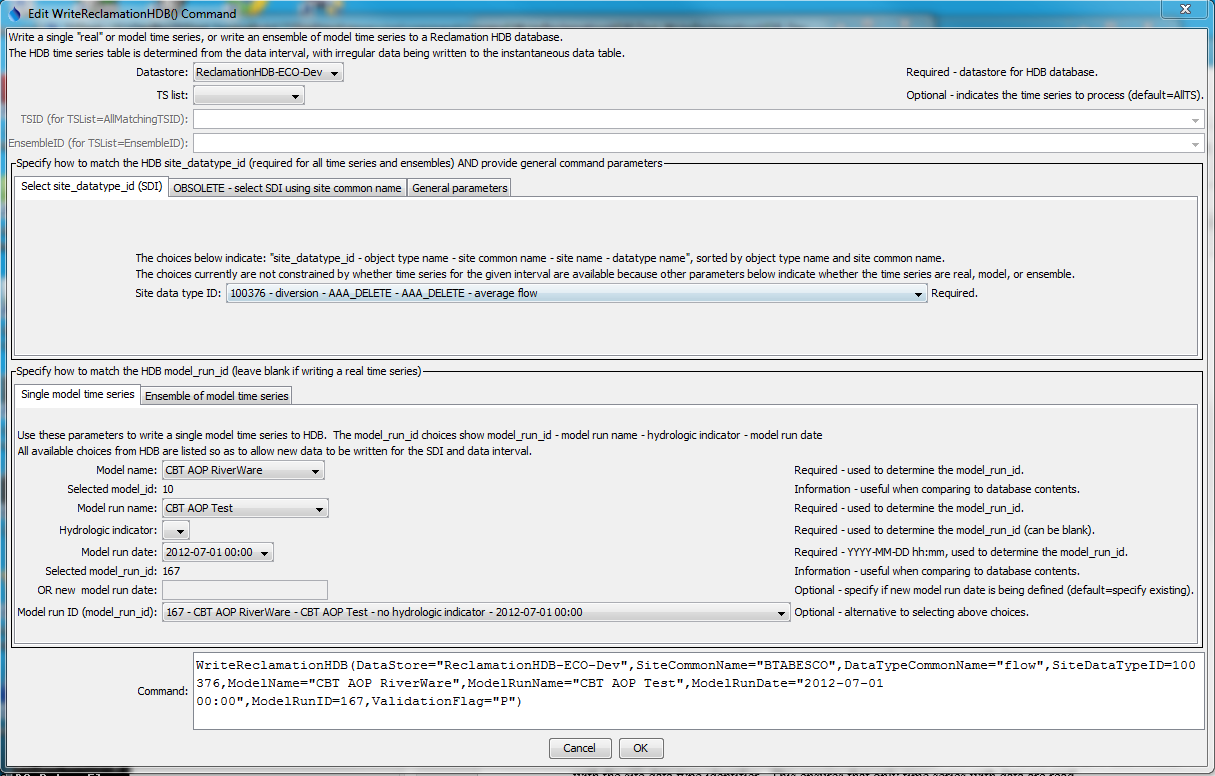 Edit WriteReclamationHDB() Command
Write a single "real" or model time series, or write an ensemble of model time series to a Reclamation HDB database.
The HDB time series table is determined from the data interval, with irregular data being written to the instantaneous data table.
Datastore: ReclamationHDB-ECO-Dev Required - datastore for HDB database.
TS list: Optional - indicates the time series to process (default=AllTS).
TSID (for TSList=AllMatchingTSID):
EnsembleID (for TSList=EnsembleID):
Specify how to match the HDB site_datatype_id (required for all time series and ensembles) AND provide general command parameters
Select site_datatype_id (SDI) OBSOLETE - select SDI using site common name General parameters
The choices below indicate: "site_datatype_id - object type name - site common name - site name - datatype name", sorted by object type name and site common name.
The choices currently are not constrained by whether time series for the given interval are available because other parameters below indicate whether the time series are real, model, or ensemble.
Site data type ID: 100376 - diversion - AAA_DELETE - AAA_DELETE - average flow Required.
Specify how to match the HDB model_run_id (leave blank if writing a real time series)
Single model time series Ensemble of model time series
Use these parameters to write a single model time series to HDB.  The model_run_id choices show model_run_id - model run name - hydrologic indicator - model run date
All available choices from HDB are listed so as to allow new data to be written for the SDI and data interval.
Model name: CBT AOP RiverWare Required - used to determine the model_run_id.
Selected model_id: 10 Information - useful when comparing to database contents.
Model run name: CBT AOP Test Required - used to determine the model_run_id.
Hydrologic indicator: Required - used to determine the model_run_id (can be blank).
Model run date: 2012-07-01 00:00 Required - YYYY-MM-DD hh:mm, used to determine the model_run_id.
Selected model_run_id: 167 Information - useful when comparing to database contents.
OR new  model run date: Optional - specify if new model run date is being defined (default=specify existing).
Model run ID (model_run_id): 167 - CBT AOP RiverWare - CBT AOP Test - no hydrologic indicator - 2012-07-01 00:00 Optional - alternative to selecting above choices.
Command: WriteReclamationHDB(DataStore="ReclamationHDB-ECO-Dev",SiteCommonName="BTABESCO",DataTypeCommonName="flow",SiteDataTypeID=100
376,ModelName="CBT AOP RiverWare",ModelRunName="CBT AOP Test",ModelRunDate="2012-07-01
00:00",ModelRunID=167,ValidationFlag="P")
Cancel OK